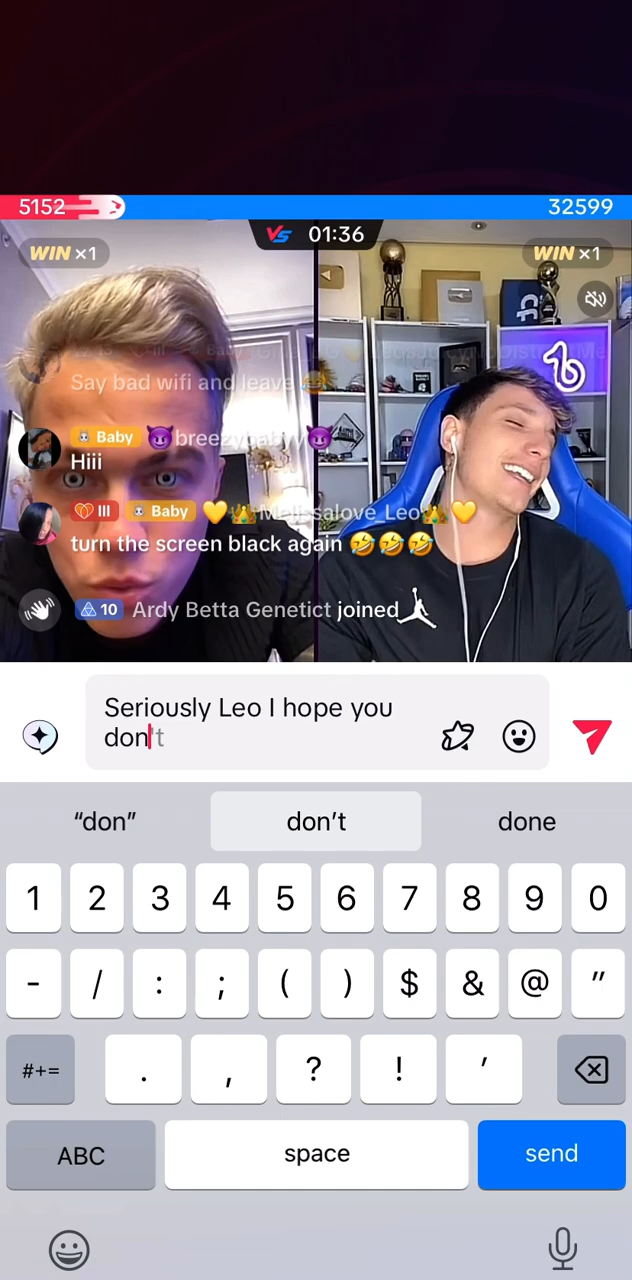 5152
32599
VS 01:36
WIN ×1
WIN ×1
Say bad wifi and leave 😂
Baby 😈breezybabyy😈
Hiii
III Baby 💛👑Melissalove_Leo👑💛
turn the screen black again 🤣🤣🤣
10 Ardy Betta Genetict joined
Seriously Leo I hope you
don't
“don” don’t done
1 2 3 4 5 6 7 8 9 0
- / : ; ( ) $ & @ "
#+= . , ? ! ’
ABC space send